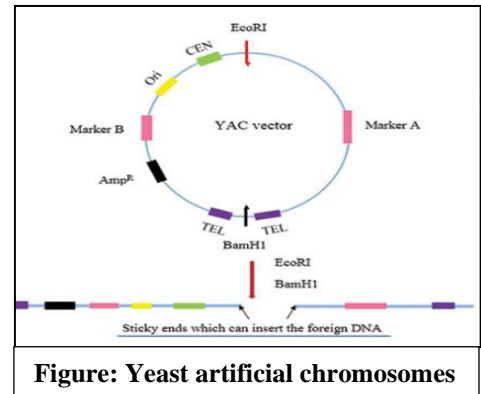 EcoRI
CEN
Ori
Marker B
YAC vector
Marker A
Amp^R
TEL
TEL
BamH1
EcoRI
BamH1
Sticky ends which can insert the foreign DNA
Figure: Yeast artificial chromosomes